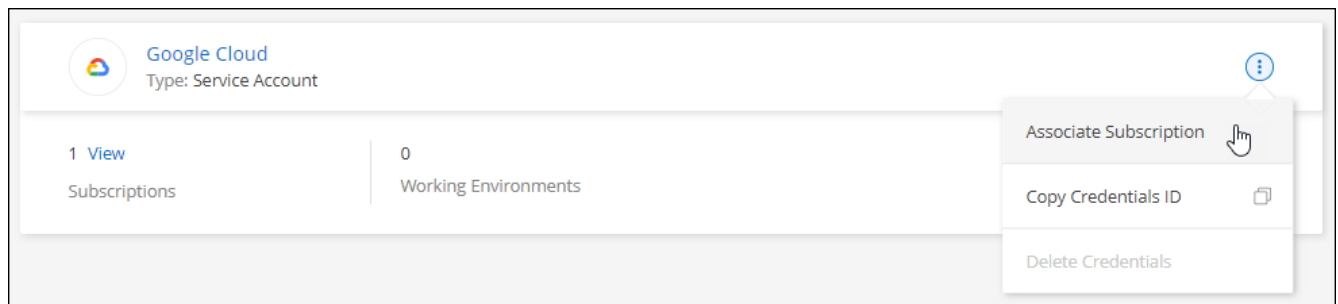 Google Cloud
Type: Service Account
1 View
Subscriptions
0
Working Environments
Associate Subscription
Copy Credentials ID
Delete Credentials